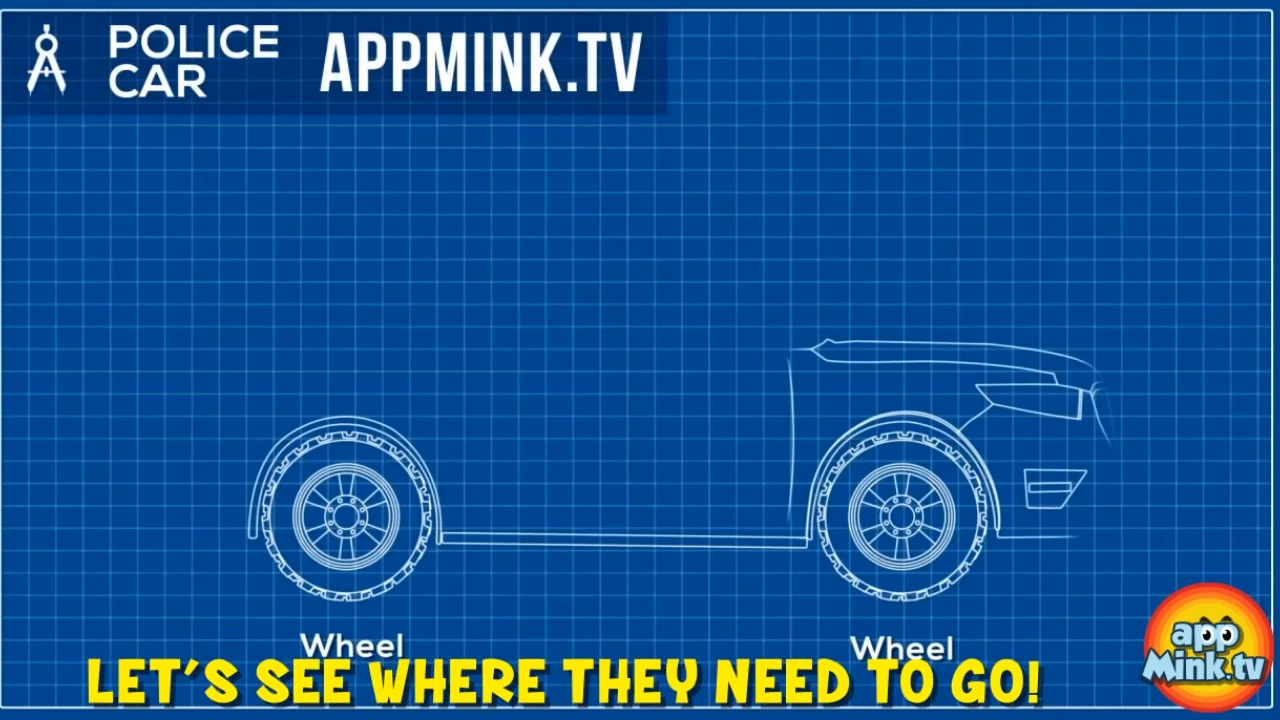 POLICE
CAR
APPMINK.TV
Wheel
Wheel
LET'S SEE WHERE THEY NEED TO GO!
app
Mink.tv